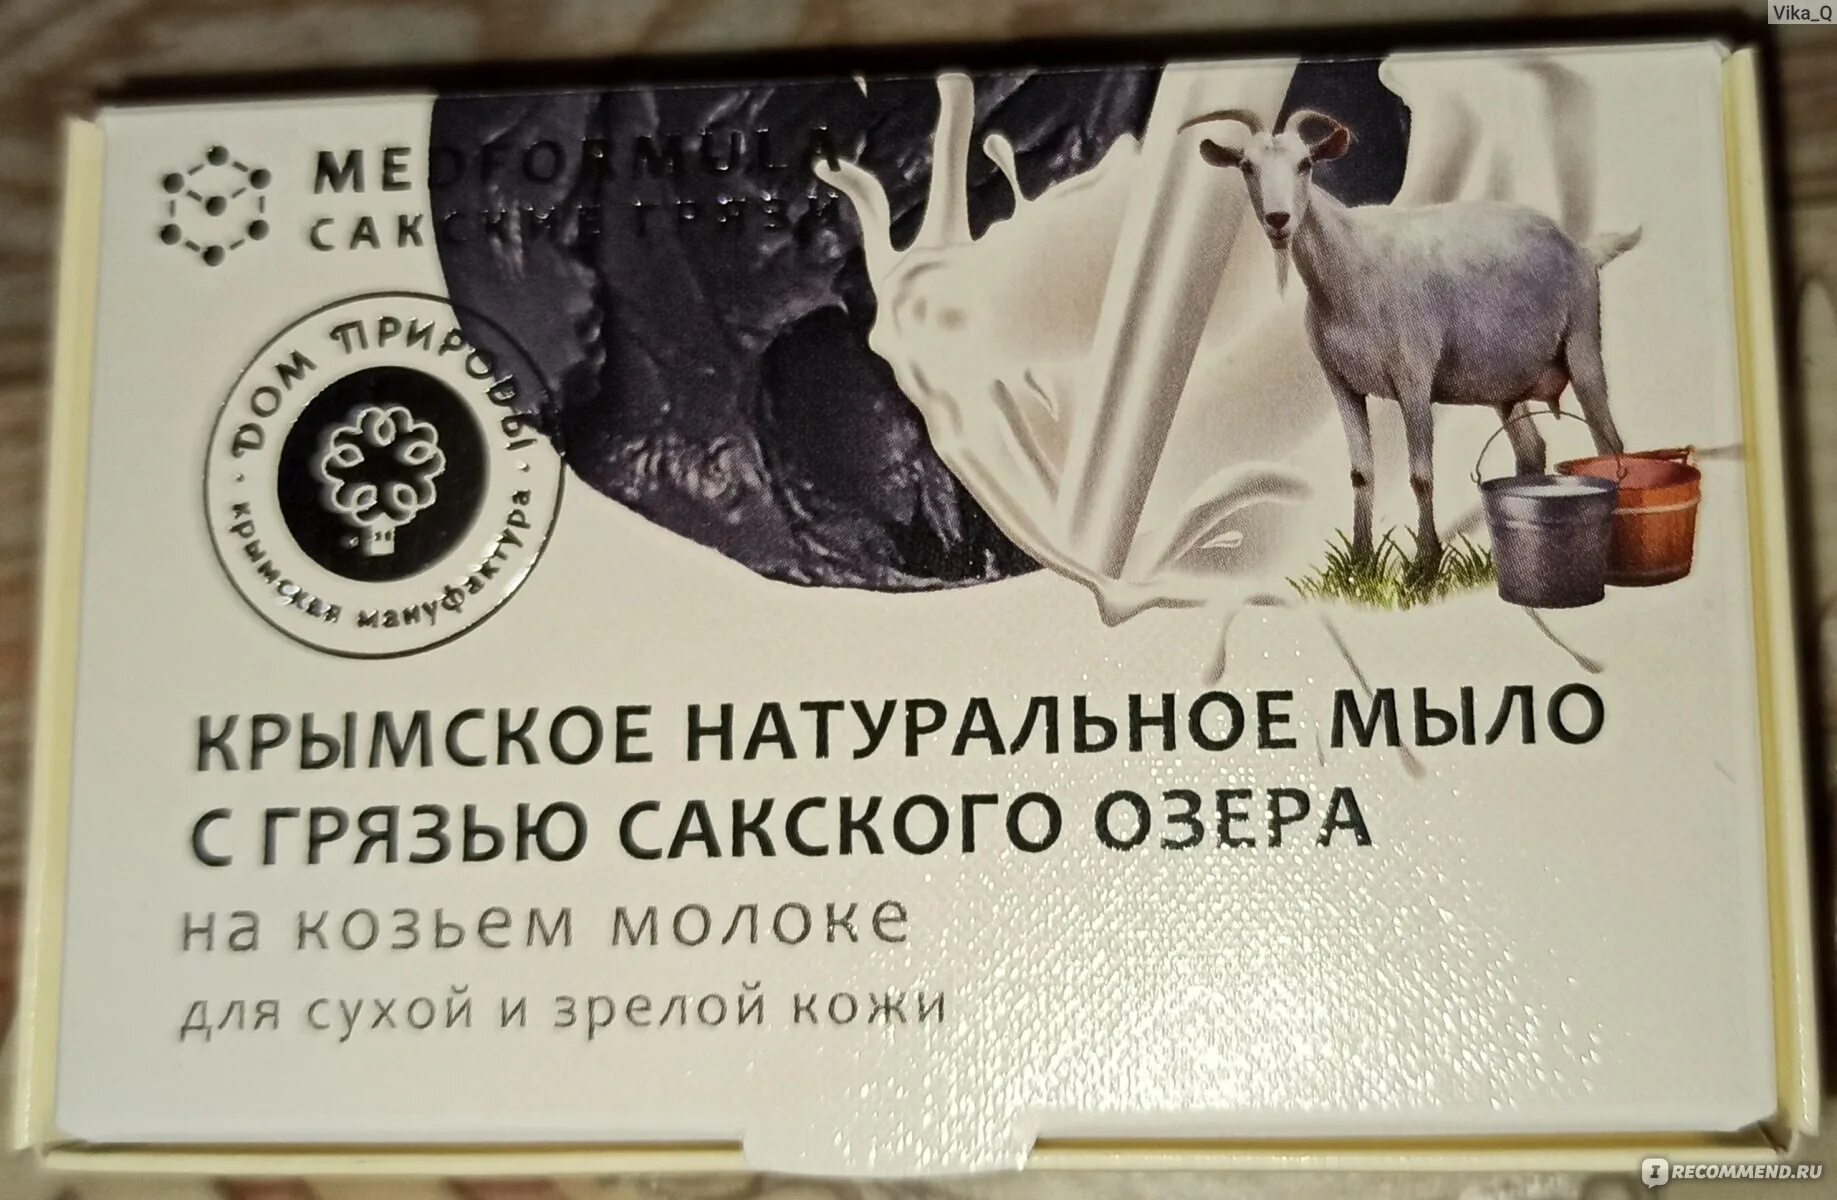 Vika_Q
MEDFORMULA
САКСКИЕ ГРЯЗИ
ДОМ ПРИРОДЫ
· крымская мануфактура ·
КРЫМСКОЕ НАТУРАЛЬНОЕ МЫЛО
С ГРЯЗЬЮ САКСКОГО ОЗЕРА
на козьем молоке
для сухой и зрелой кожи
IRECOMMEND.RU